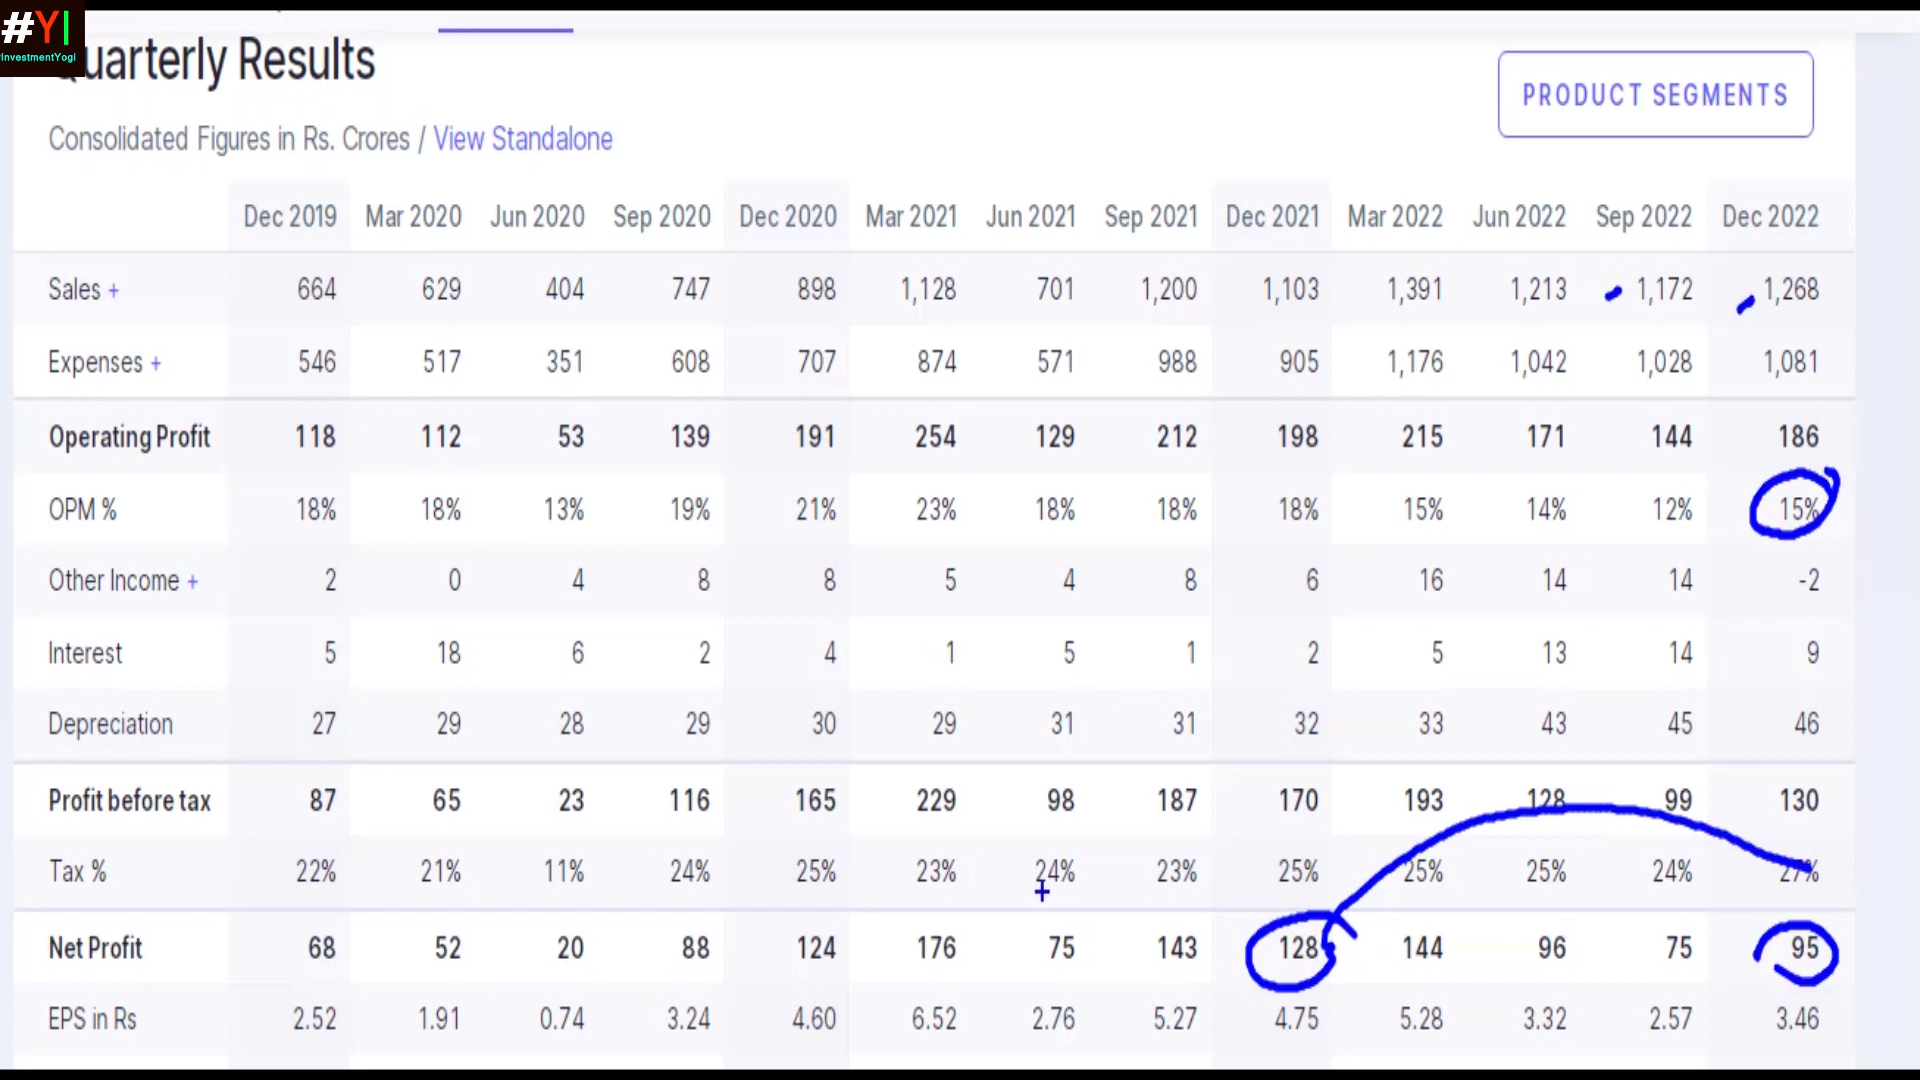 #YI
InvestmentYogi
Quarterly Results
PRODUCT SEGMENTS
Consolidated Figures in Rs. Crores / View Standalone
Dec 2019 Mar 2020 Jun 2020 Sep 2020 Dec 2020 Mar 2021 Jun 2021 Sep 2021 Dec 2021 Mar 2022 Jun 2022 Sep 2022 Dec 2022
Sales + 664 629 404 747 898 1,128 701 1,200 1,103 1,391 1,213 1,172 1,268
Expenses + 546 517 351 608 707 874 571 988 905 1,176 1,042 1,028 1,081
Operating Profit 118 112 53 139 191 254 129 212 198 215 171 144 186
OPM % 18% 18% 13% 19% 21% 23% 18% 18% 18% 15% 14% 12% 15%
Other Income + 2 0 4 8 8 5 4 8 6 16 14 14 -2
Interest 5 18 6 2 4 1 5 1 2 5 13 14 9
Depreciation 27 29 28 29 30 29 31 31 32 33 43 45 46
Profit before tax 87 65 23 116 165 229 98 187 170 193 128 99 130
Tax % 22% 21% 11% 24% 25% 23% 24% 23% 25% 25% 25% 24% 27%
Net Profit 68 52 20 88 124 176 75 143 128 144 96 75 95
EPS in Rs 2.52 1.91 0.74 3.24 4.60 6.52 2.76 5.27 4.75 5.28 3.32 2.57 3.46